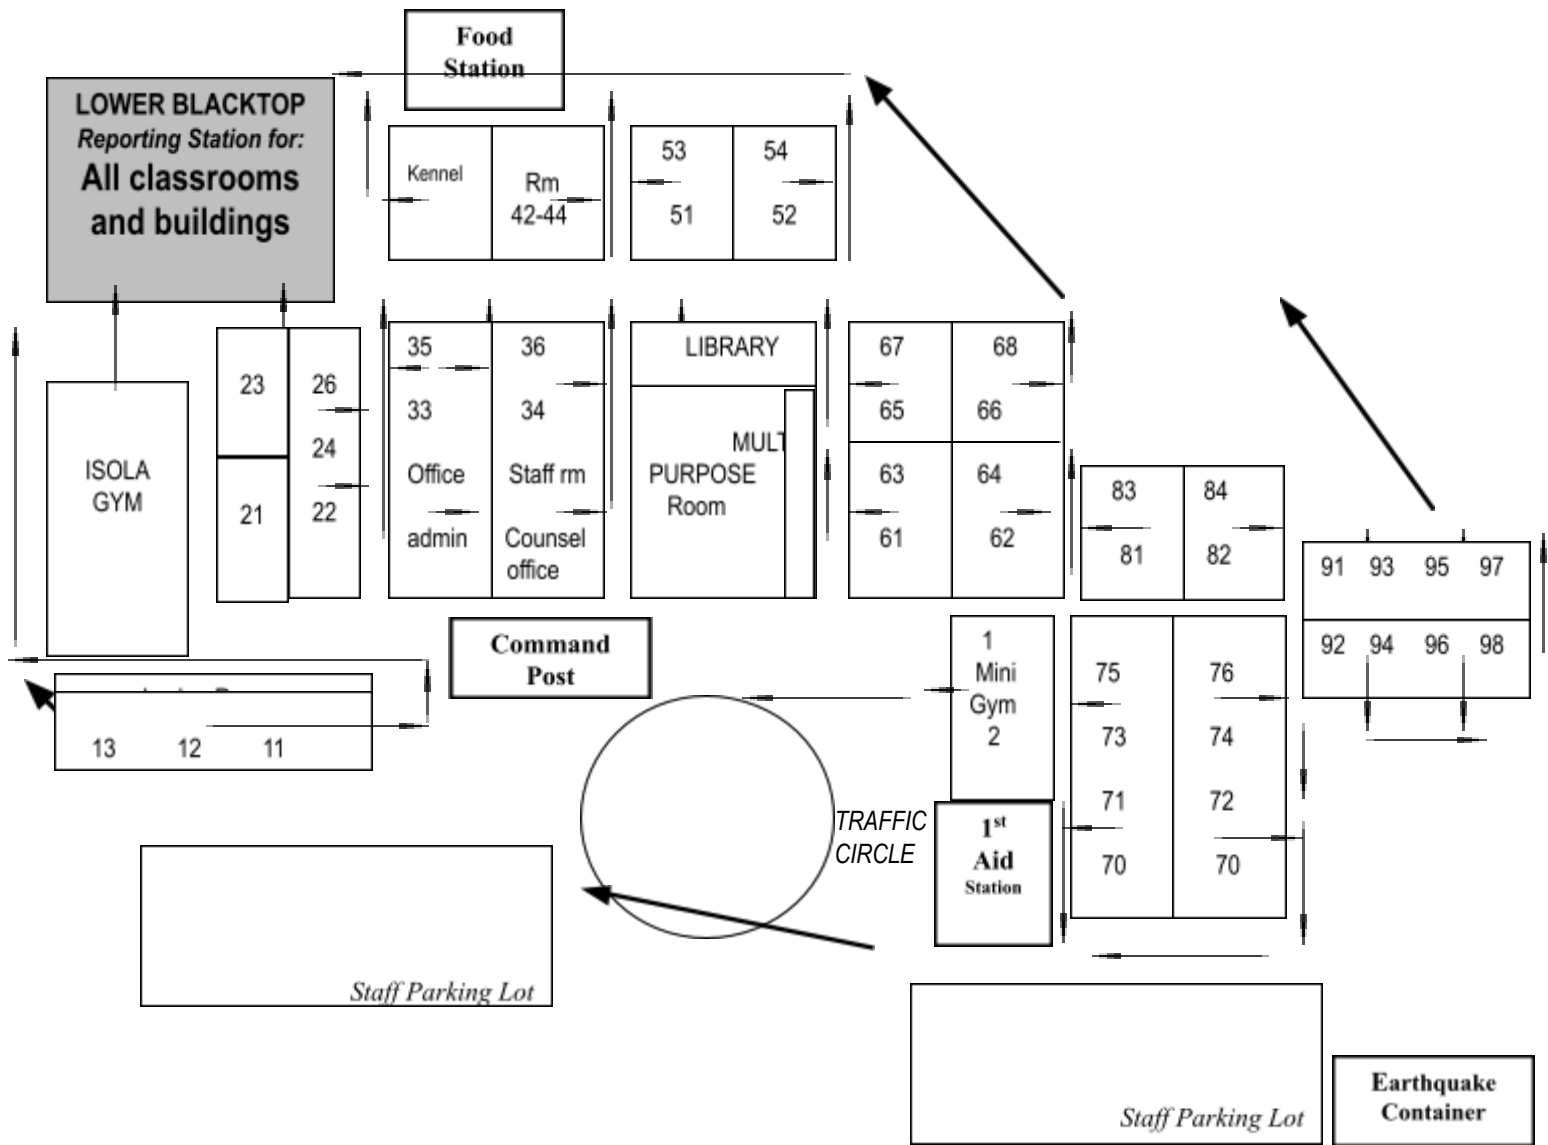 Food
Station
LOWER BLACKTOP
Reporting Station for:
All classrooms
and buildings
Kennel
Rm
42-44
53
54
51
52
23
26
24
21
22
ISOLA
GYM
35
36
33
34
Office
Staff rm
admin
Counsel
office
LIBRARY
MULT
PURPOSE
Room
67
68
65
66
63
64
61
62
83
84
81
82
91 93 95 97
92 94 96 98
Command
Post
1
Mini
Gym
2
75
76
73
74
71
72
70
70
13 12 11
TRAFFIC
CIRCLE
1st
Aid
Station
Staff Parking Lot
Staff Parking Lot
Earthquake
Container